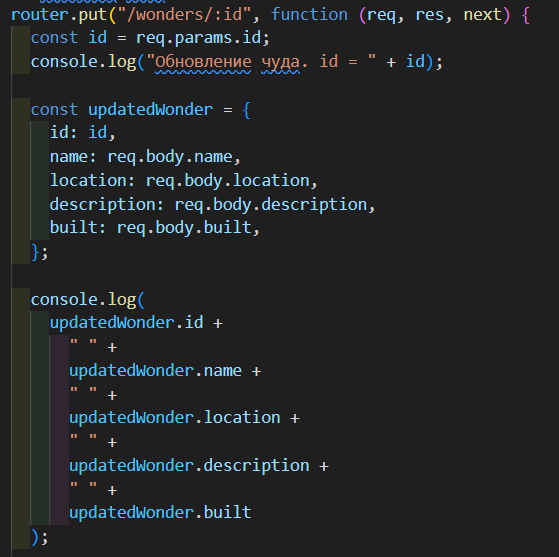 router.put("/wonders/:id", function (req, res, next) {
const id = req.params.id;
console.log("Обновление чуда. id = " + id);
const updatedWonder = {
id: id,
name: req.body.name,
location: req.body.location,
description: req.body.description,
built: req.body.built,
};
console.log(
updatedWonder.id +
" " +
updatedWonder.name +
" " +
updatedWonder.location +
" " +
updatedWonder.description +
" " +
updatedWonder.built
);